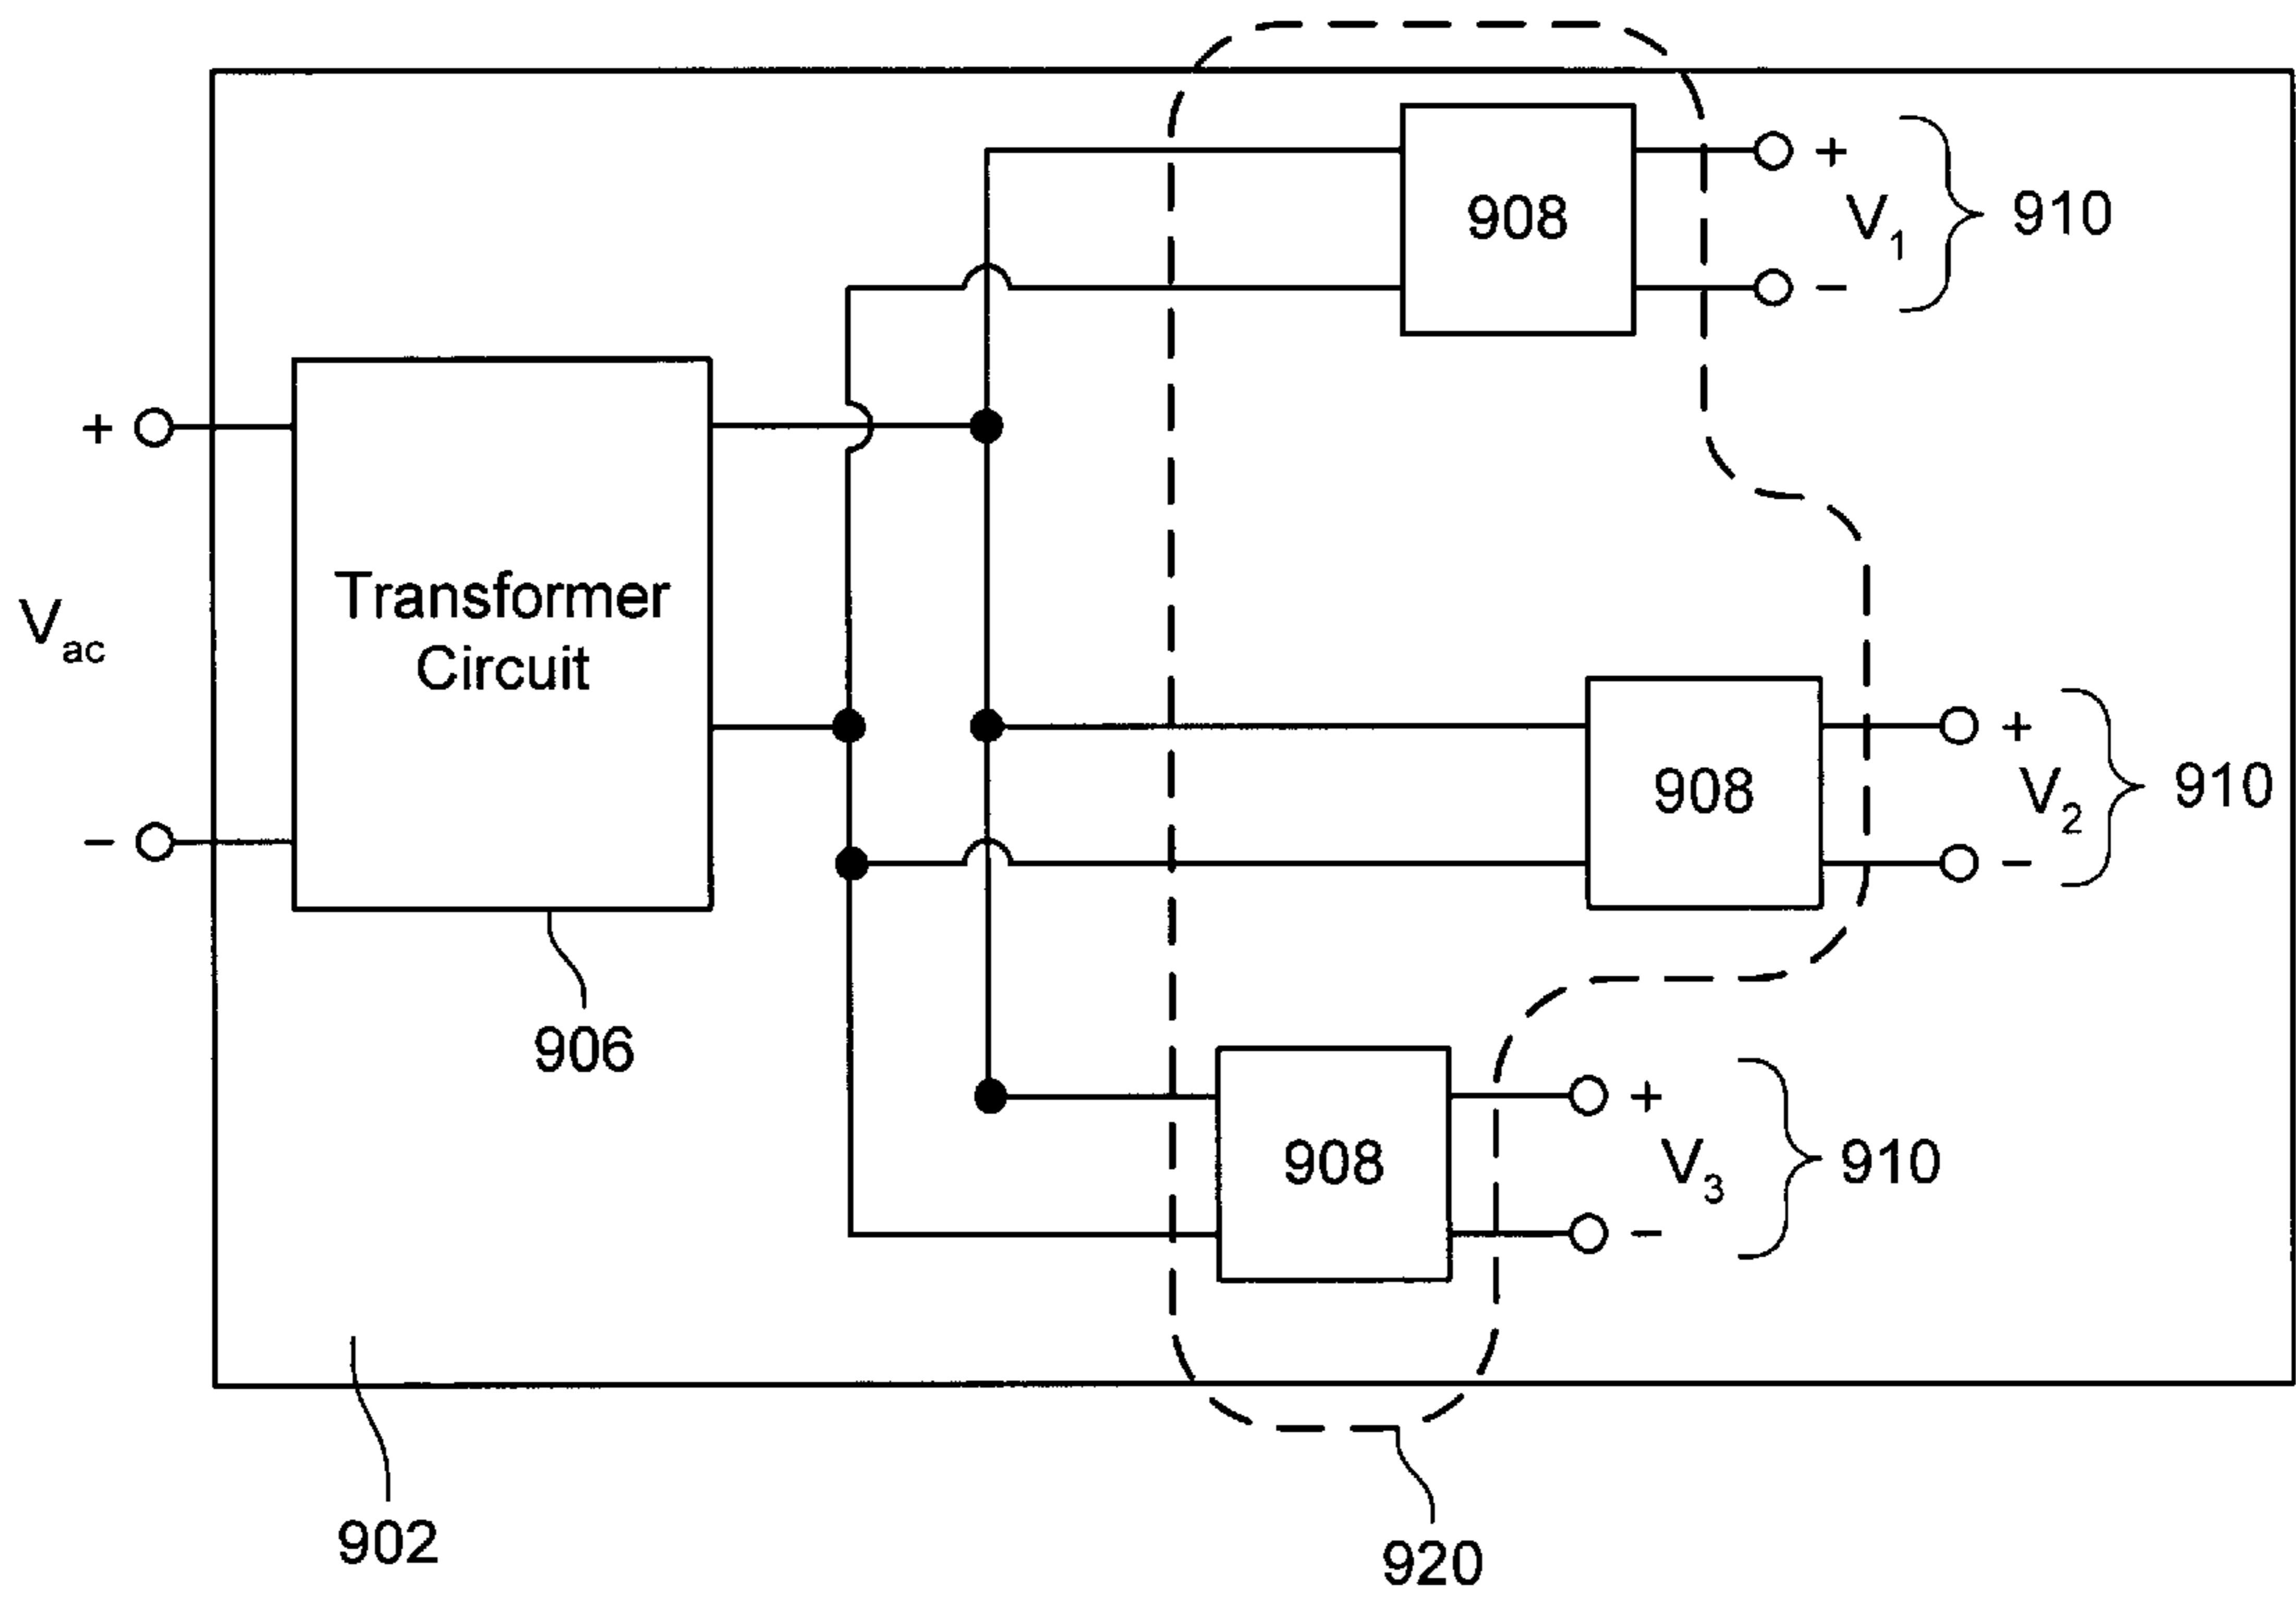 +
908
V1
910
−
+
Vac
Transformer
Circuit
−
+
908
V2
910
−
906
+
908
V3
910
−
902
920